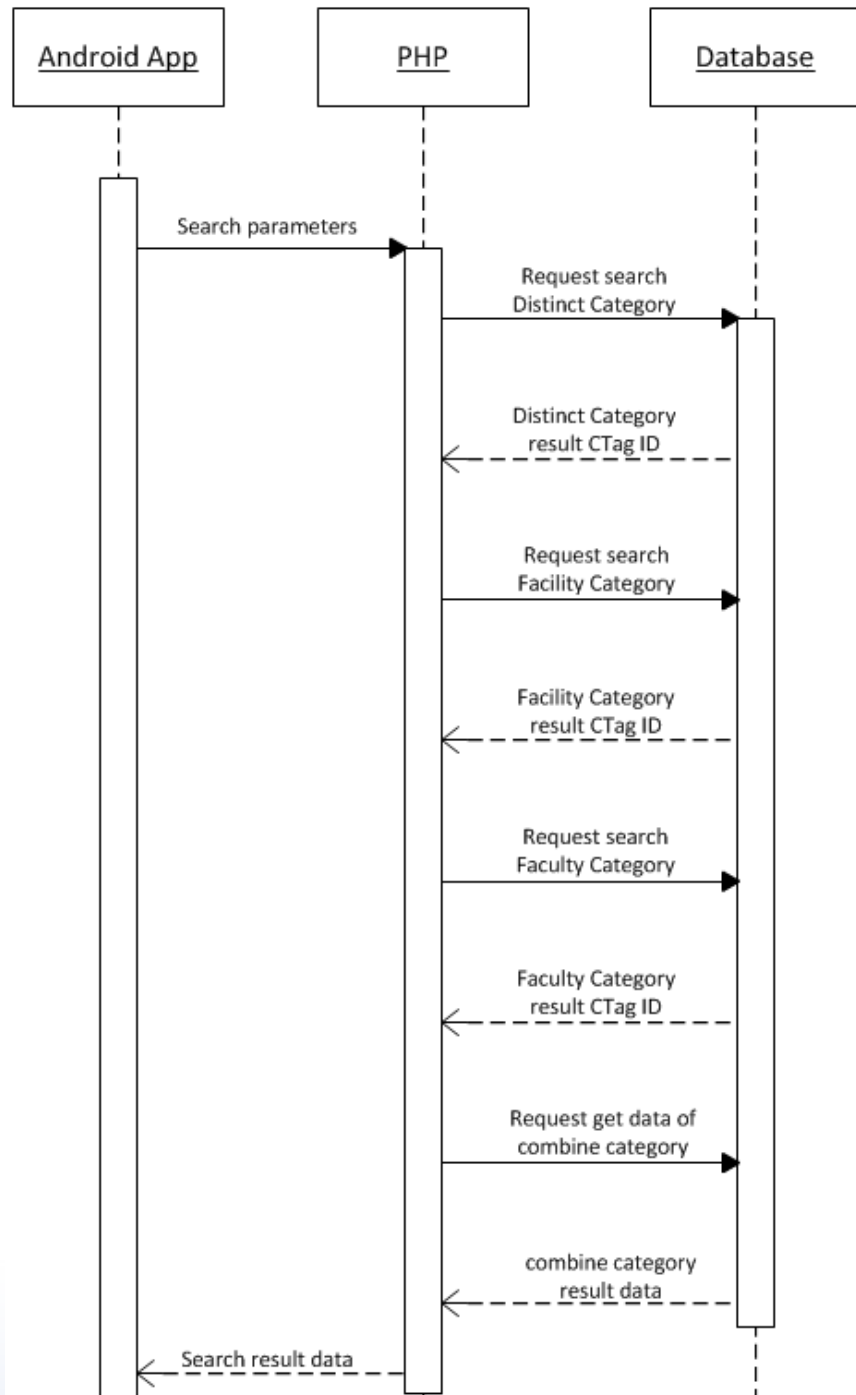 Android App
PHP
Database
Search parameters
Request search
Distinct Category
Distinct Category
result CTag ID
Request search
Facility Category
Facility Category
result CTag ID
Request search
Faculty Category
Faculty Category
result CTag ID
Request get data of
combine category
combine category
result data
Search result data